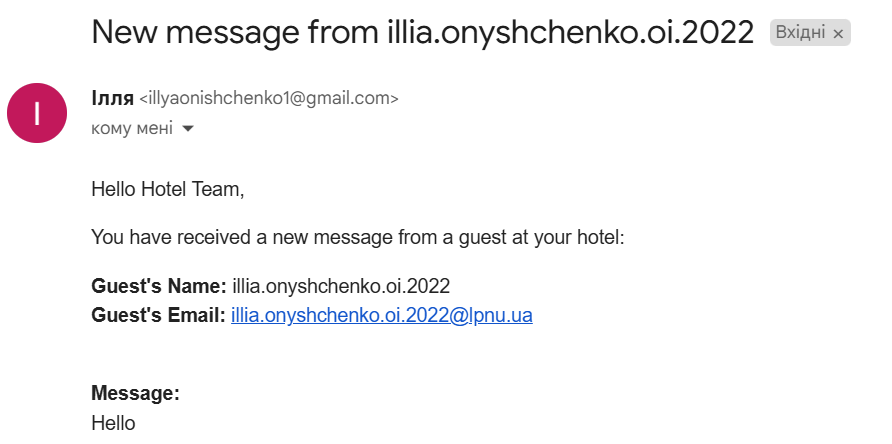 New message from illia.onyshchenko.oi.2022 Вхідні ×
І
Ілля <illyaonishchenko1@gmail.com>
кому мені
Hello Hotel Team,
You have received a new message from a guest at your hotel:
Guest's Name: illia.onyshchenko.oi.2022
Guest's Email: illia.onyshchenko.oi.2022@lpnu.ua
Message:
Hello